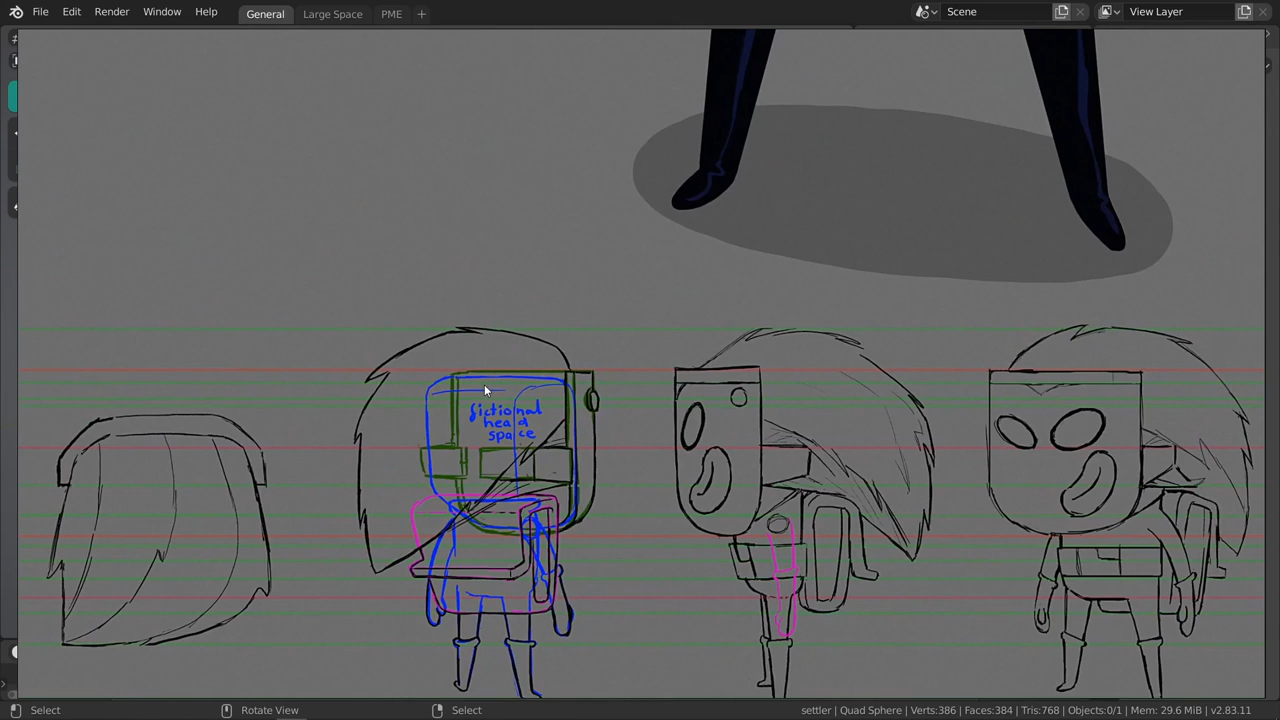 File Edit Render Window Help General Large Space PME + Scene View Layer
fictional
head
space
Select Rotate View Select settler | Quad Sphere | Verts:386 | Faces:384 | Tris:768 | Objects:0/1 | Mem: 29.6 MiB | v2.83.11